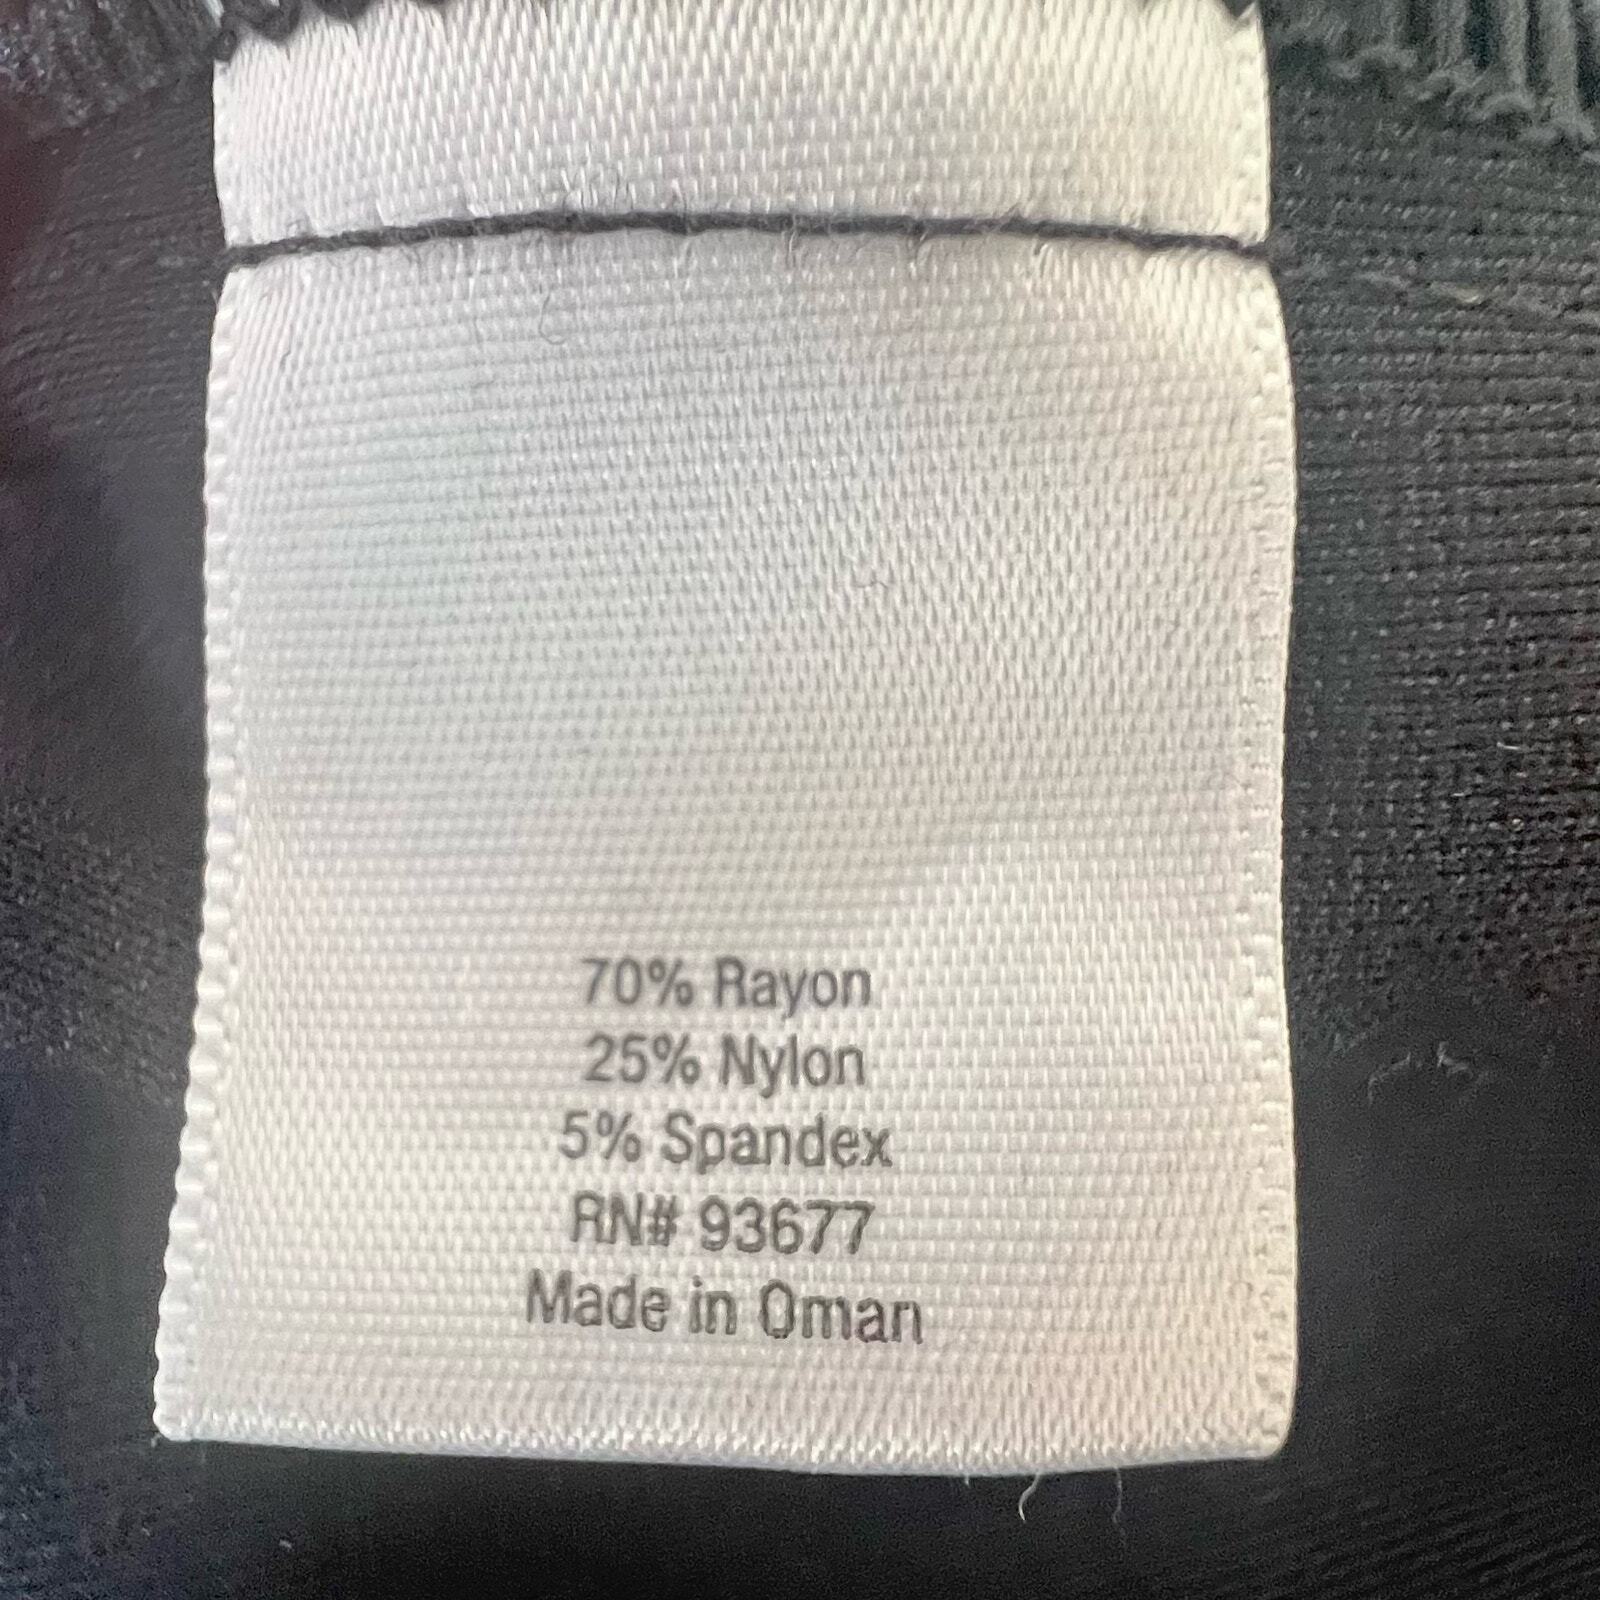 70% Rayon
25% Nylon
5% Spandex
RN# 93677
Made in Oman